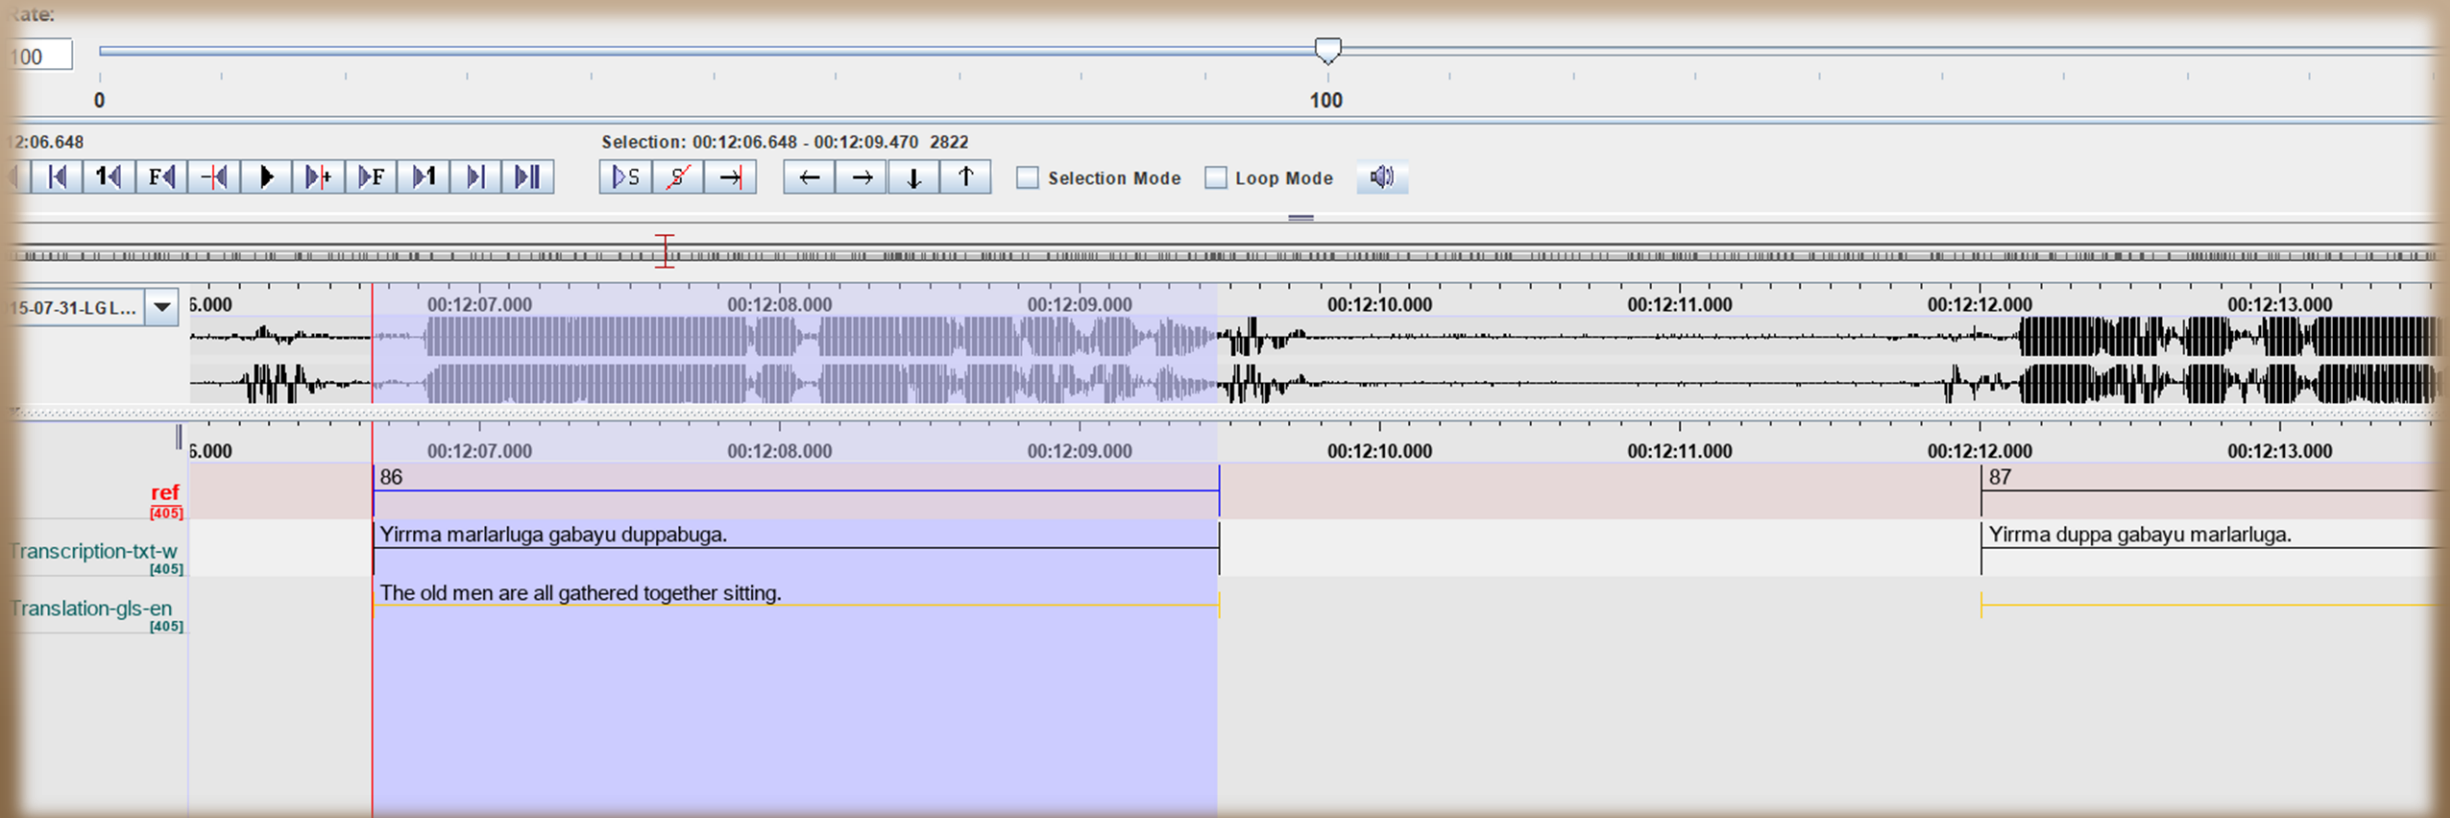 Rate:
100
0 100
12:06.648 Selection: 00:12:06.648 - 00:12:09.470 2822
1 F F 1 S S Selection Mode Loop Mode
15-07-31-LGL... 6.000 00:12:07.000 00:12:08.000 00:12:09.000 00:12:10.000 00:12:11.000 00:12:12.000 00:12:13.000
6.000 00:12:07.000 00:12:08.000 00:12:09.000 00:12:10.000 00:12:11.000 00:12:12.000 00:12:13.000
86 87
ref
[405]
Yirrma marlarluga gabayu duppabuga. Yirrma duppa gabayu marlarluga.
Transcription-txt-w
[405]
The old men are all gathered together sitting.
Translation-gls-en
[405]